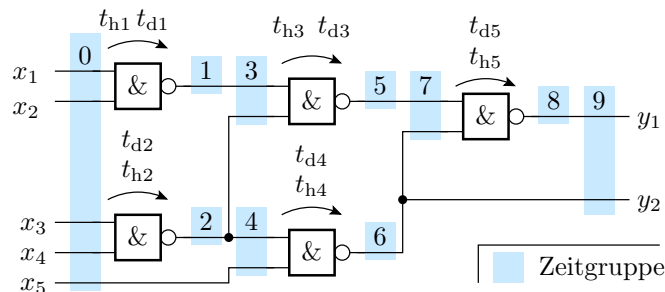 t_h1 t_d1
t_h3 t_d3
t_d5
t_h5
0
1
3
5
7
8
9
x_1
x_2
&
&
&
y_1
t_d2
t_h2
t_d4
t_h4
x_3
x_4
x_5
&
2
4
&
6
y_2
Zeitgruppe